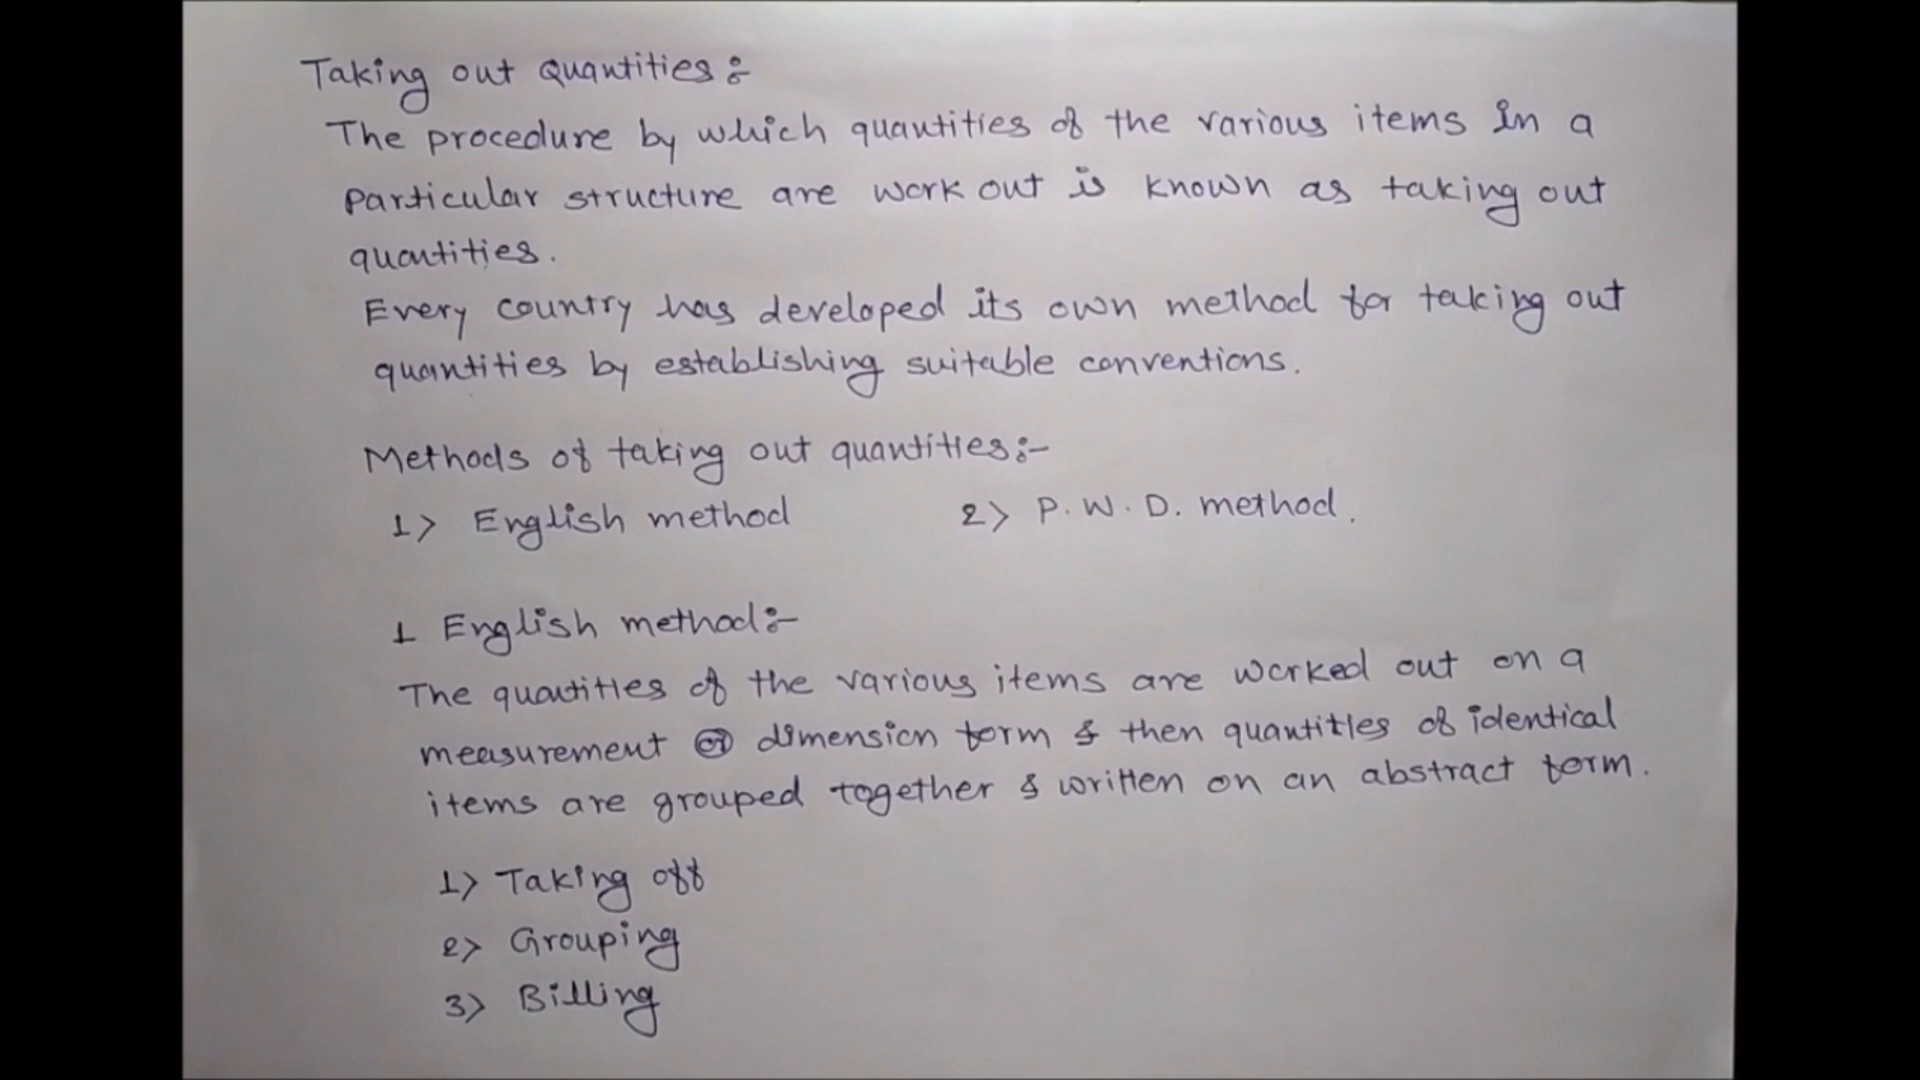 Taking out Quantities :-
The procedure by which quantities of the various items in a
particular structure are work out is known as taking out
quantities.
Every country has developed its own method for taking out
quantities by establishing suitable conventions.
Methods of taking out quantities:-
1> English method 2> P.W.D. method.
1 English method:-
The quantities of the various items are worked out on a
measurement or dimension form & then quantities of identical
items are grouped together & written on an abstract form.
1> Taking off
2> Grouping
3> Billing